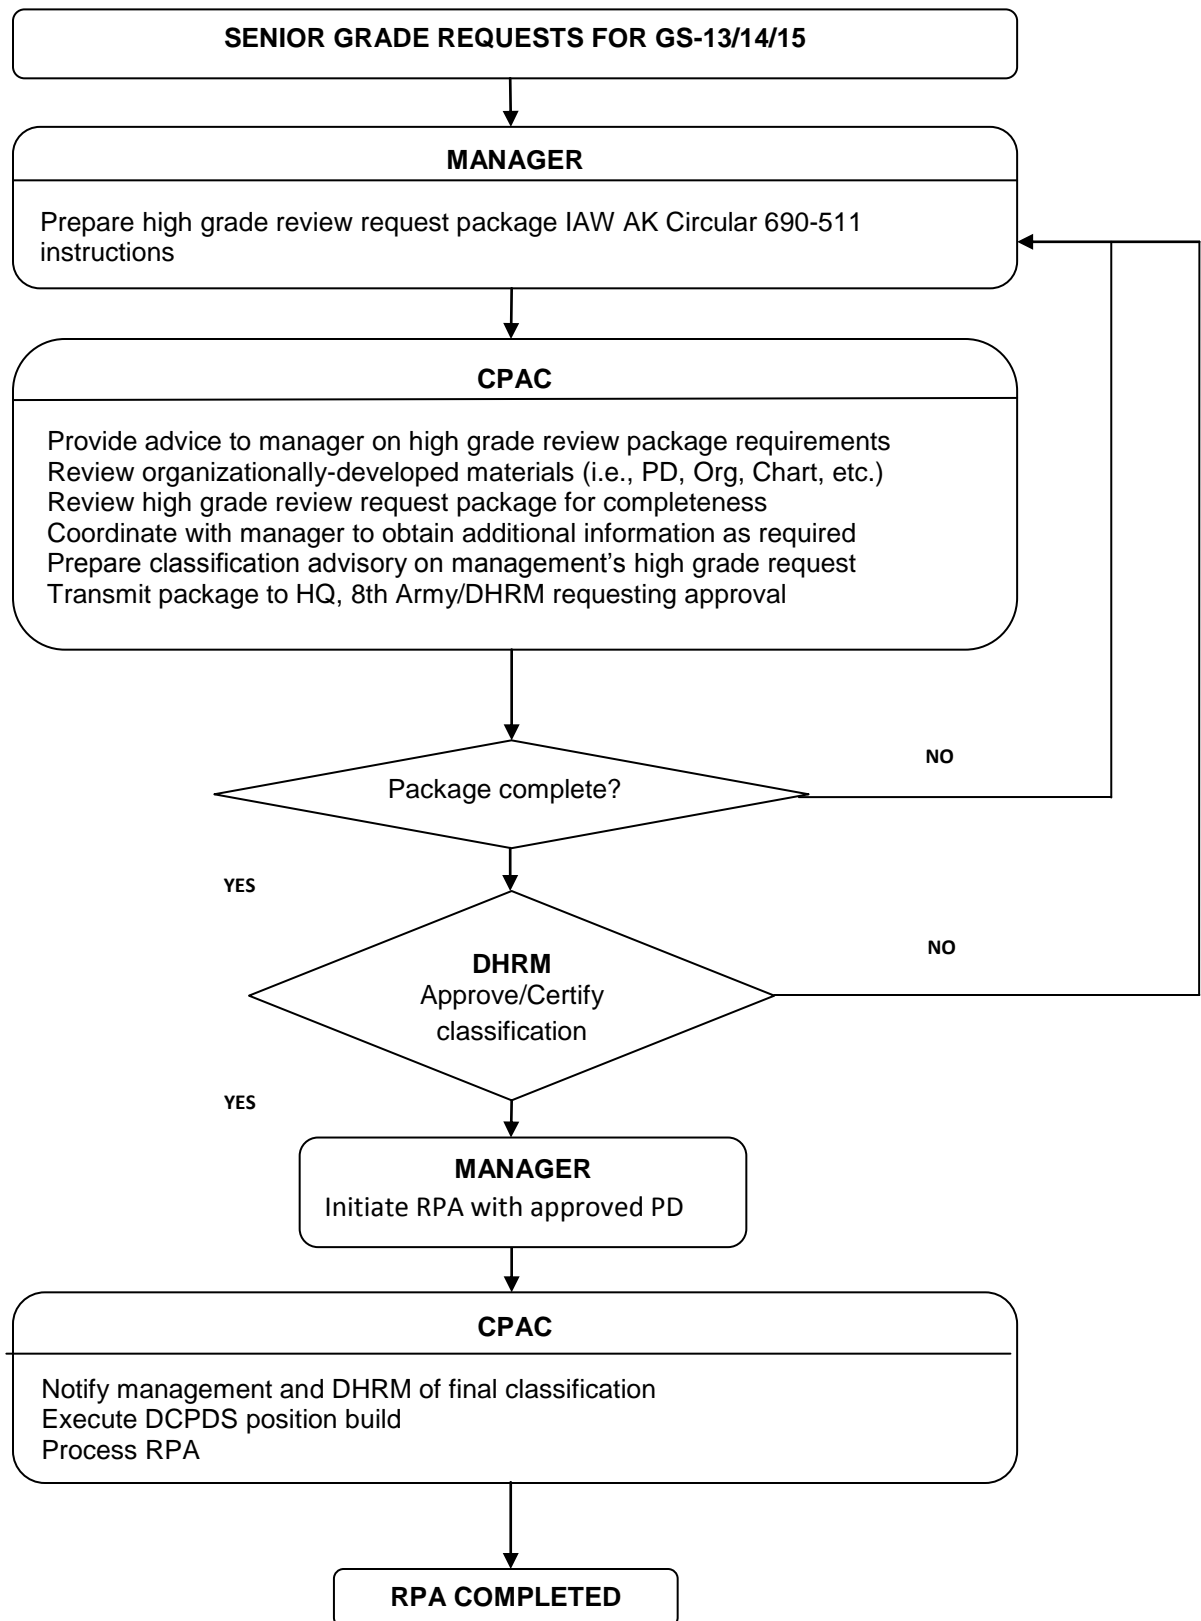 SENIOR GRADE REQUESTS FOR GS-13/14/15
MANAGER
Prepare high grade review request package IAW AK Circular 690-511
instructions
CPAC
Provide advice to manager on high grade review package requirements
Review organizationally-developed materials (i.e., PD, Org, Chart, etc.)
Review high grade review request package for completeness
Coordinate with manager to obtain additional information as required
Prepare classification advisory on management’s high grade request
Transmit package to HQ, 8th Army/DHRM requesting approval
NO
Package complete?
YES
NO
DHRM
Approve/Certify
classification
YES
MANAGER
Initiate RPA with approved PD
CPAC
Notify management and DHRM of final classification
Execute DCPDS position build
Process RPA
RPA COMPLETED